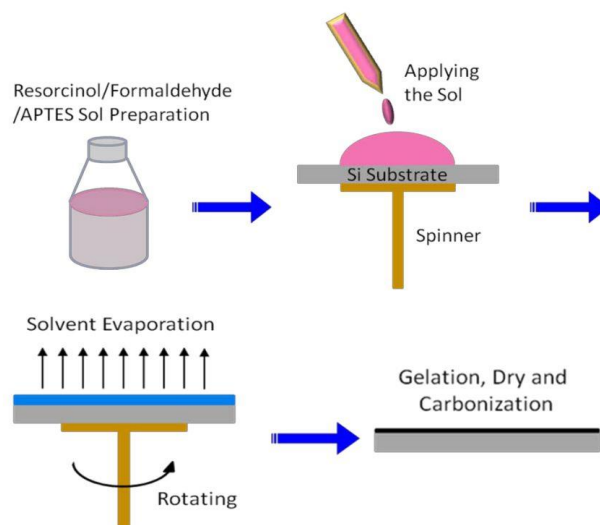 Resorcinol/Formaldehyde
/APTES Sol Preparation
Applying
the Sol
Si Substrate
Spinner
Solvent Evaporation
Rotating
Gelation, Dry and
Carbonization